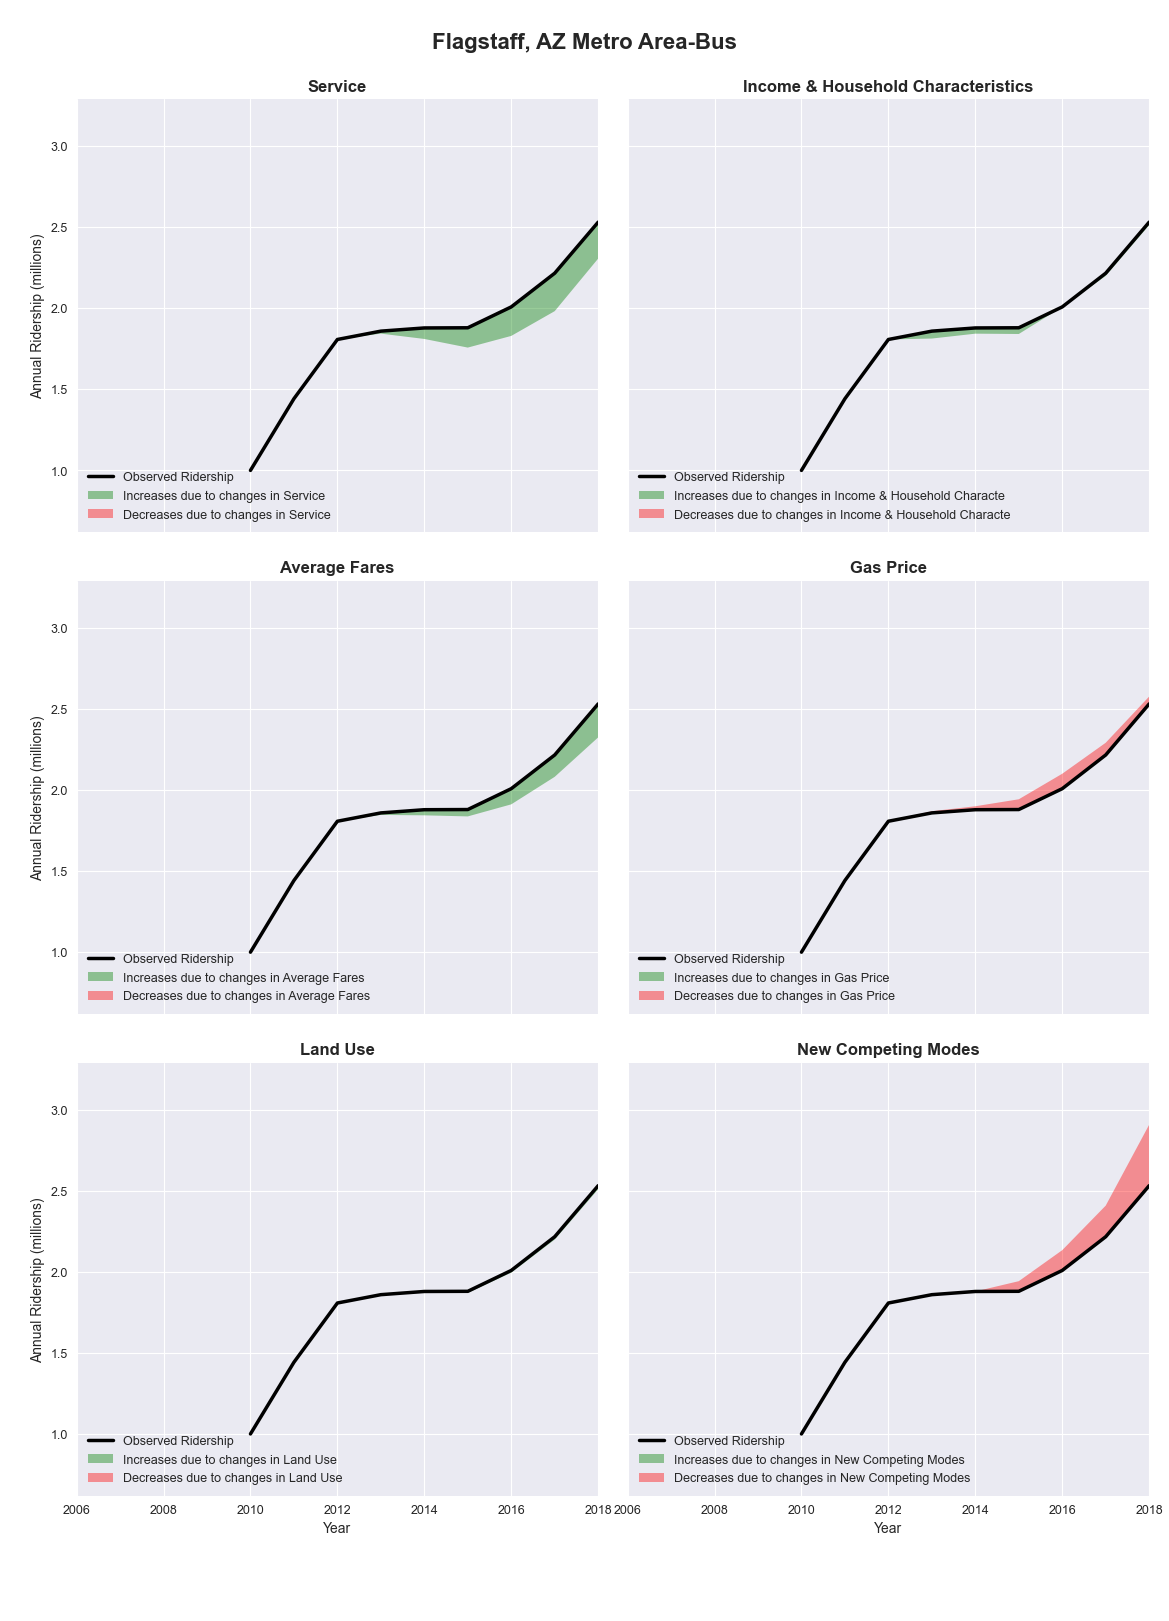 Flagstaff, AZ Metro Area-Bus
Service
Income & Household Characteristics
3.0
2.5
2.0
1.5
1.0
Annual Ridership (millions)
Observed Ridership
Increases due to changes in Service
Decreases due to changes in Service
Observed Ridership
Increases due to changes in Income & Household Characte
Decreases due to changes in Income & Household Characte
Average Fares
Gas Price
3.0
2.5
2.0
1.5
1.0
Annual Ridership (millions)
Observed Ridership
Increases due to changes in Average Fares
Decreases due to changes in Average Fares
Observed Ridership
Increases due to changes in Gas Price
Decreases due to changes in Gas Price
Land Use
New Competing Modes
3.0
2.5
2.0
1.5
1.0
Annual Ridership (millions)
Observed Ridership
Increases due to changes in Land Use
Decreases due to changes in Land Use
Observed Ridership
Increases due to changes in New Competing Modes
Decreases due to changes in New Competing Modes
2006 2008 2010 2012 2014 2016 2018
2006 2008 2010 2012 2014 2016 2018
Year
Year